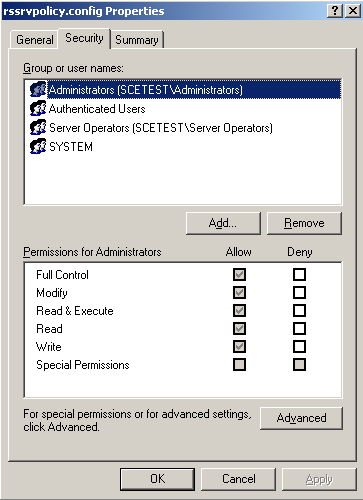 rssrvpolicy.config Properties
General Security Summary
Group or user names:
Administrators (SCETEST\Administrators)
Authenticated Users
Server Operators (SCETEST\Server Operators)
SYSTEM
Add... Remove
Permissions for Administrators Allow Deny
Full Control
Modify
Read & Execute
Read
Write
Special Permissions
For special permissions or for advanced settings,
click Advanced.
Advanced
OK Cancel Apply